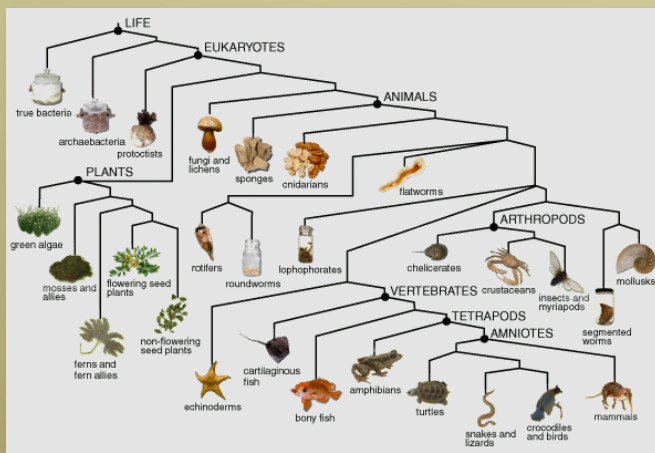 LIFE
EUKARYOTES
true bacteria
ANIMALS
archaebacteria
protoctists
fungi and
lichens
sponges
cnidarians
flatworms
PLANTS
green algae
mosses and
allies
flowering seed
plants
ferns and
fern allies
non-flowering
seed plants
rotifers
roundworms
lophophorates
ARTHROPODS
chelicerates
crustaceans
insects and
myriapods
segmented
worms
mollusks
VERTEBRATES
TETRAPODS
AMNIOTES
echinoderms
cartilaginous
fish
bony fish
amphibians
turtles
snakes and
lizards
crocodiles
and birds
mammals